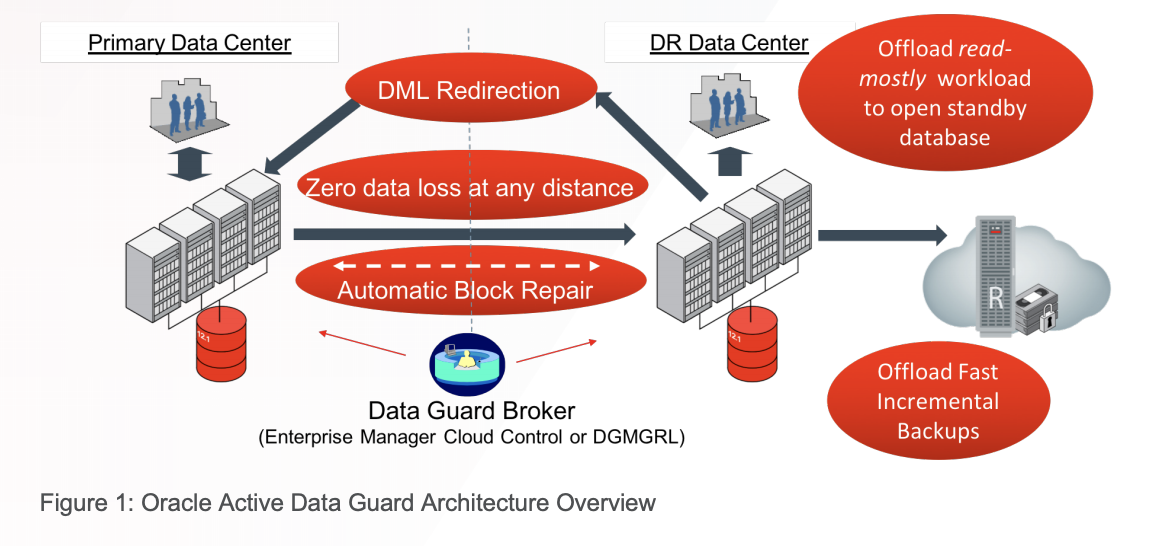 Primary Data Center
DR Data Center
Offload read-
mostly workload
to open standby
database
DML Redirection
Zero data loss at any distance
Automatic Block Repair
12.1
12.1
R
Offload Fast
Incremental
Backups
Data Guard Broker
(Enterprise Manager Cloud Control or DGMGRL)
Figure 1: Oracle Active Data Guard Architecture Overview